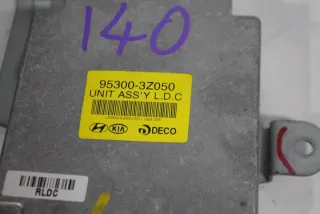 140
95300-3Z050
UNIT ASS'Y L.D.C
KIA DECO
RLDC